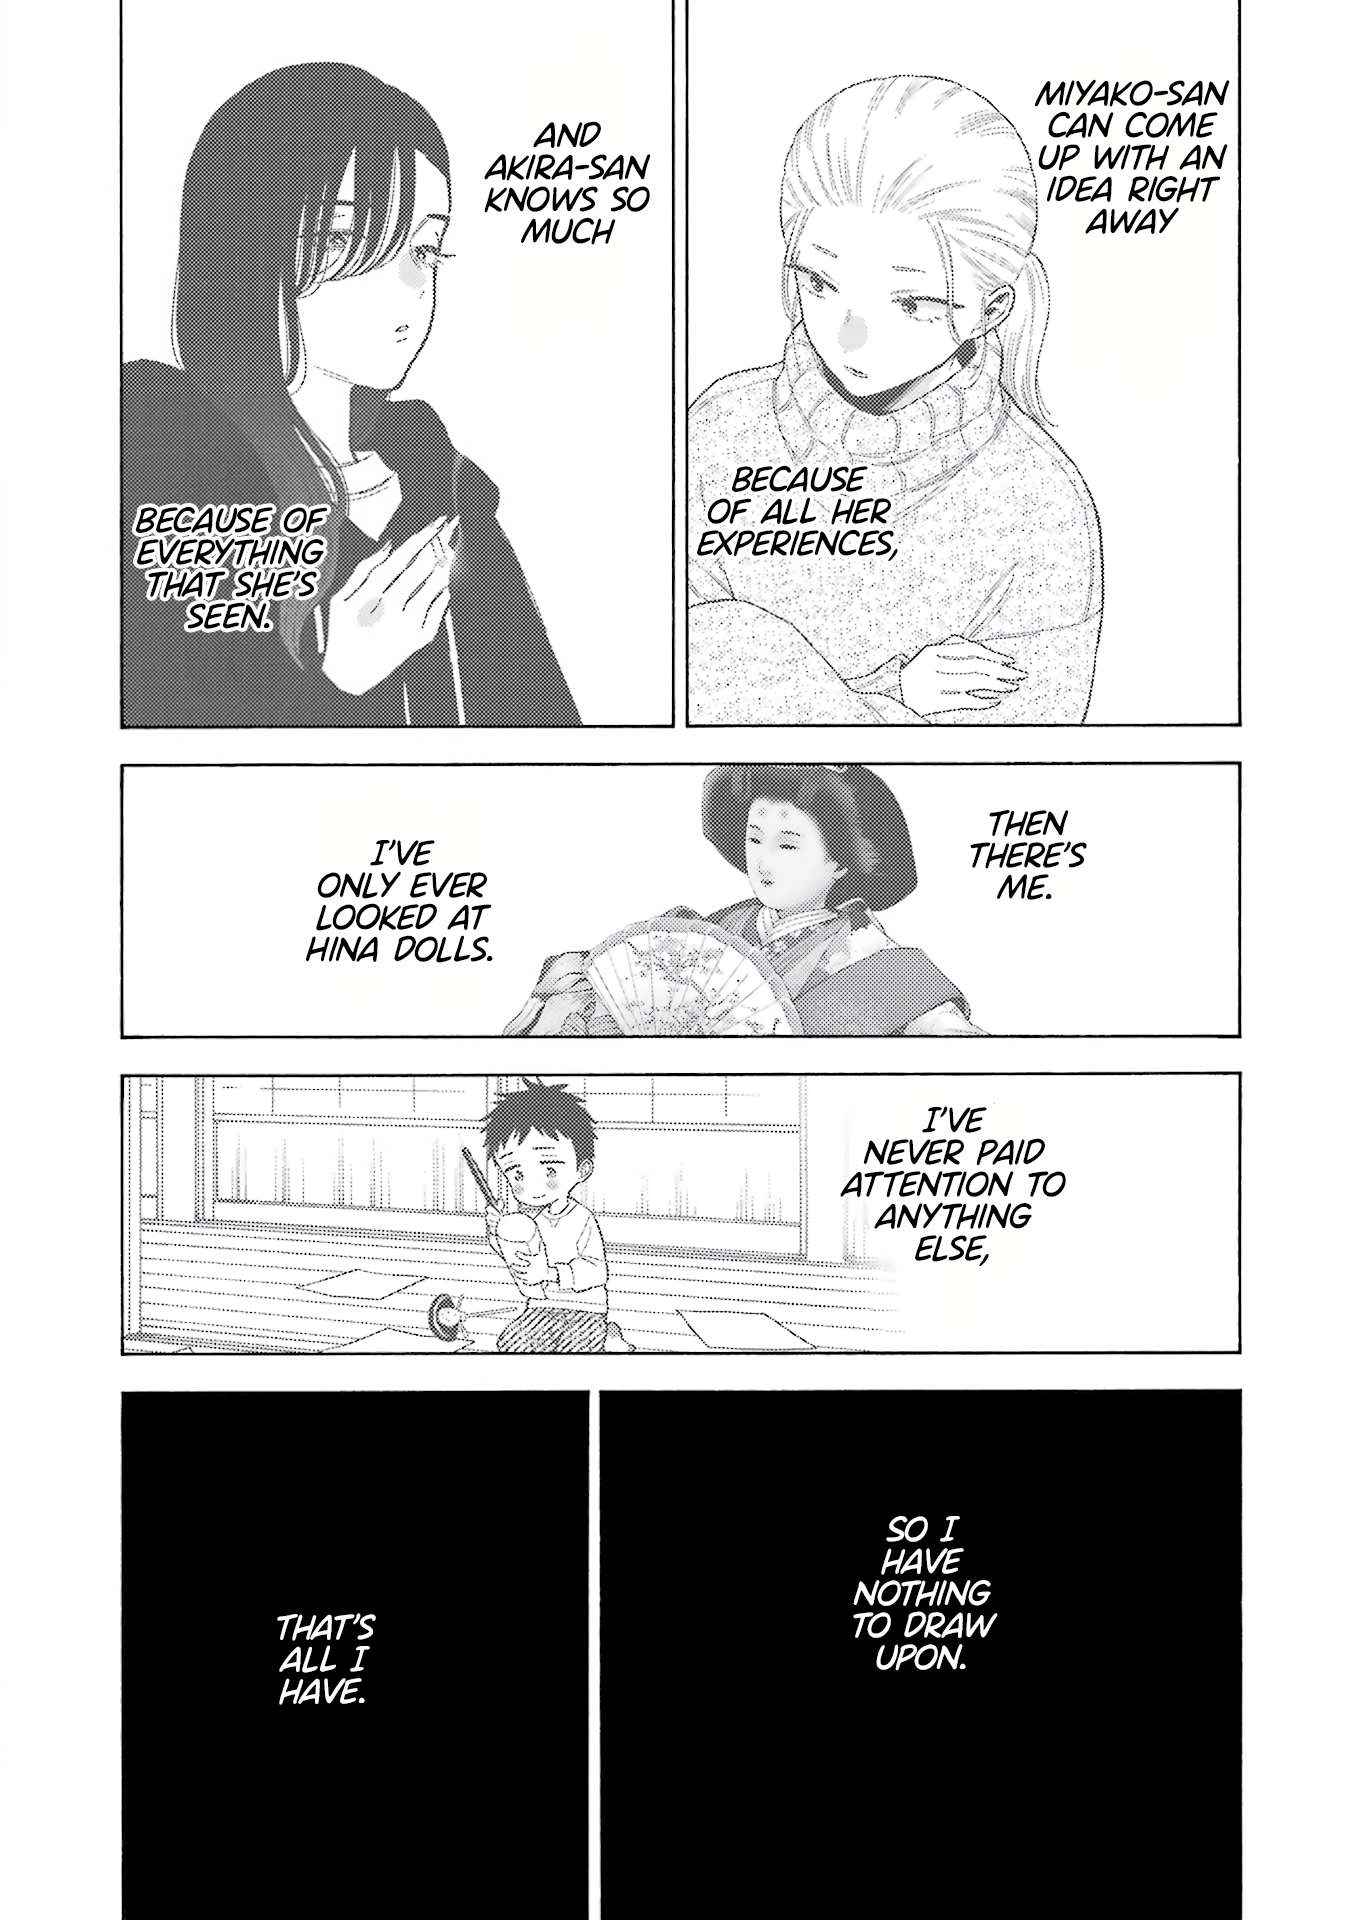 MIYAKO-SAN
CAN COME
UP WITH AN
IDEA RIGHT
AWAY
BECAUSE
OF ALL HER
EXPERIENCES,
AND
AKIRA-SAN
KNOWS SO
MUCH
BECAUSE OF
EVERYTHING
THAT SHE'S
SEEN.
THEN
THERE'S
ME.
I'VE
ONLY EVER
LOOKED AT
HINA DOLLS.
I'VE
NEVER PAID
ATTENTION TO
ANYTHING
ELSE,
SO I
HAVE
NOTHING
TO DRAW
UPON.
THAT'S
ALL I
HAVE.